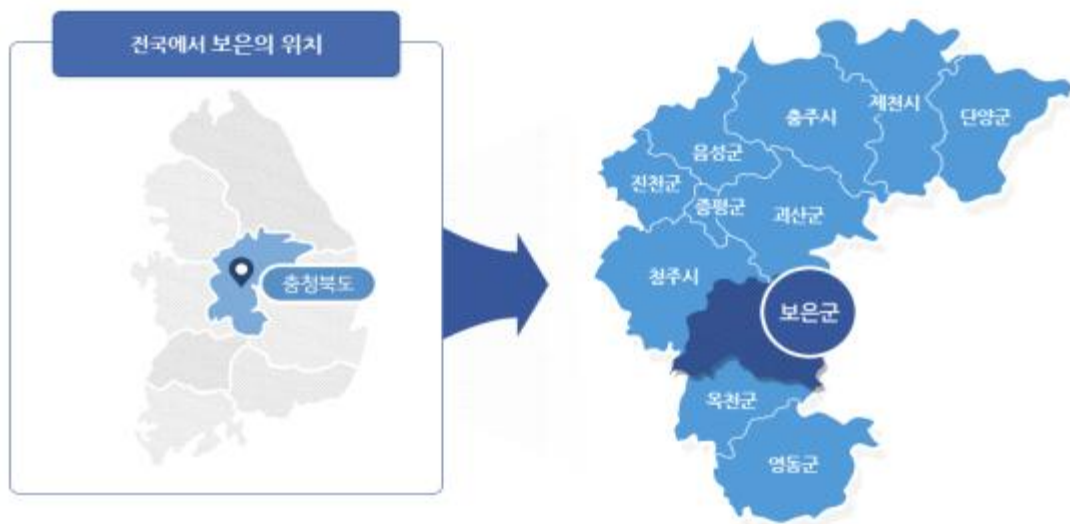 전국에서 보은의 위치
충청북도
제천시
충주시
단양군
음성군
진천군
증평군
괴산군
청주시
보은군
옥천군
영동군